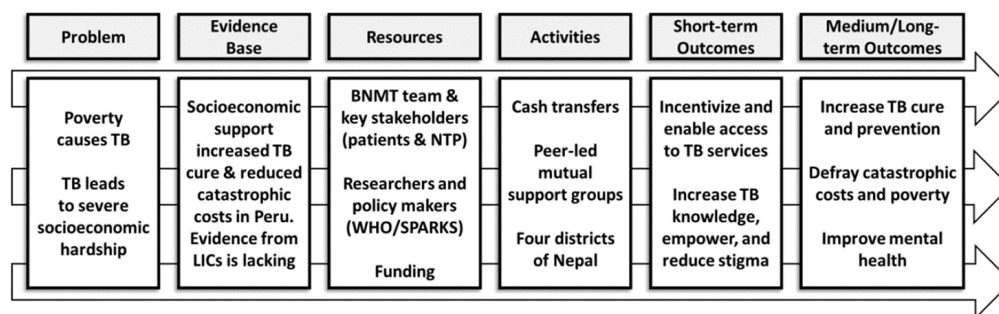 Problem
Evidence
Base
Resources
Activities
Short-term
Outcomes
Medium/Long-
term Outcomes
Poverty
causes TB
TB leads
to severe
socioeconomic
hardship
Socioeconomic
support
increased TB
cure & reduced
catastrophic
costs in Peru.
Evidence from
LICs is lacking
BNMT team &
key stakeholders
(patients & NTP)
Researchers and
policy makers
(WHO/SPARKS)
Funding
Cash transfers
Peer-led
mutual
support groups
Four districts
of Nepal
Incentivize and
enable access
to TB services
Increase TB
knowledge,
empower, and
reduce stigma
Increase TB cure
and prevention
Defray catastrophic
costs and poverty
Improve mental
health